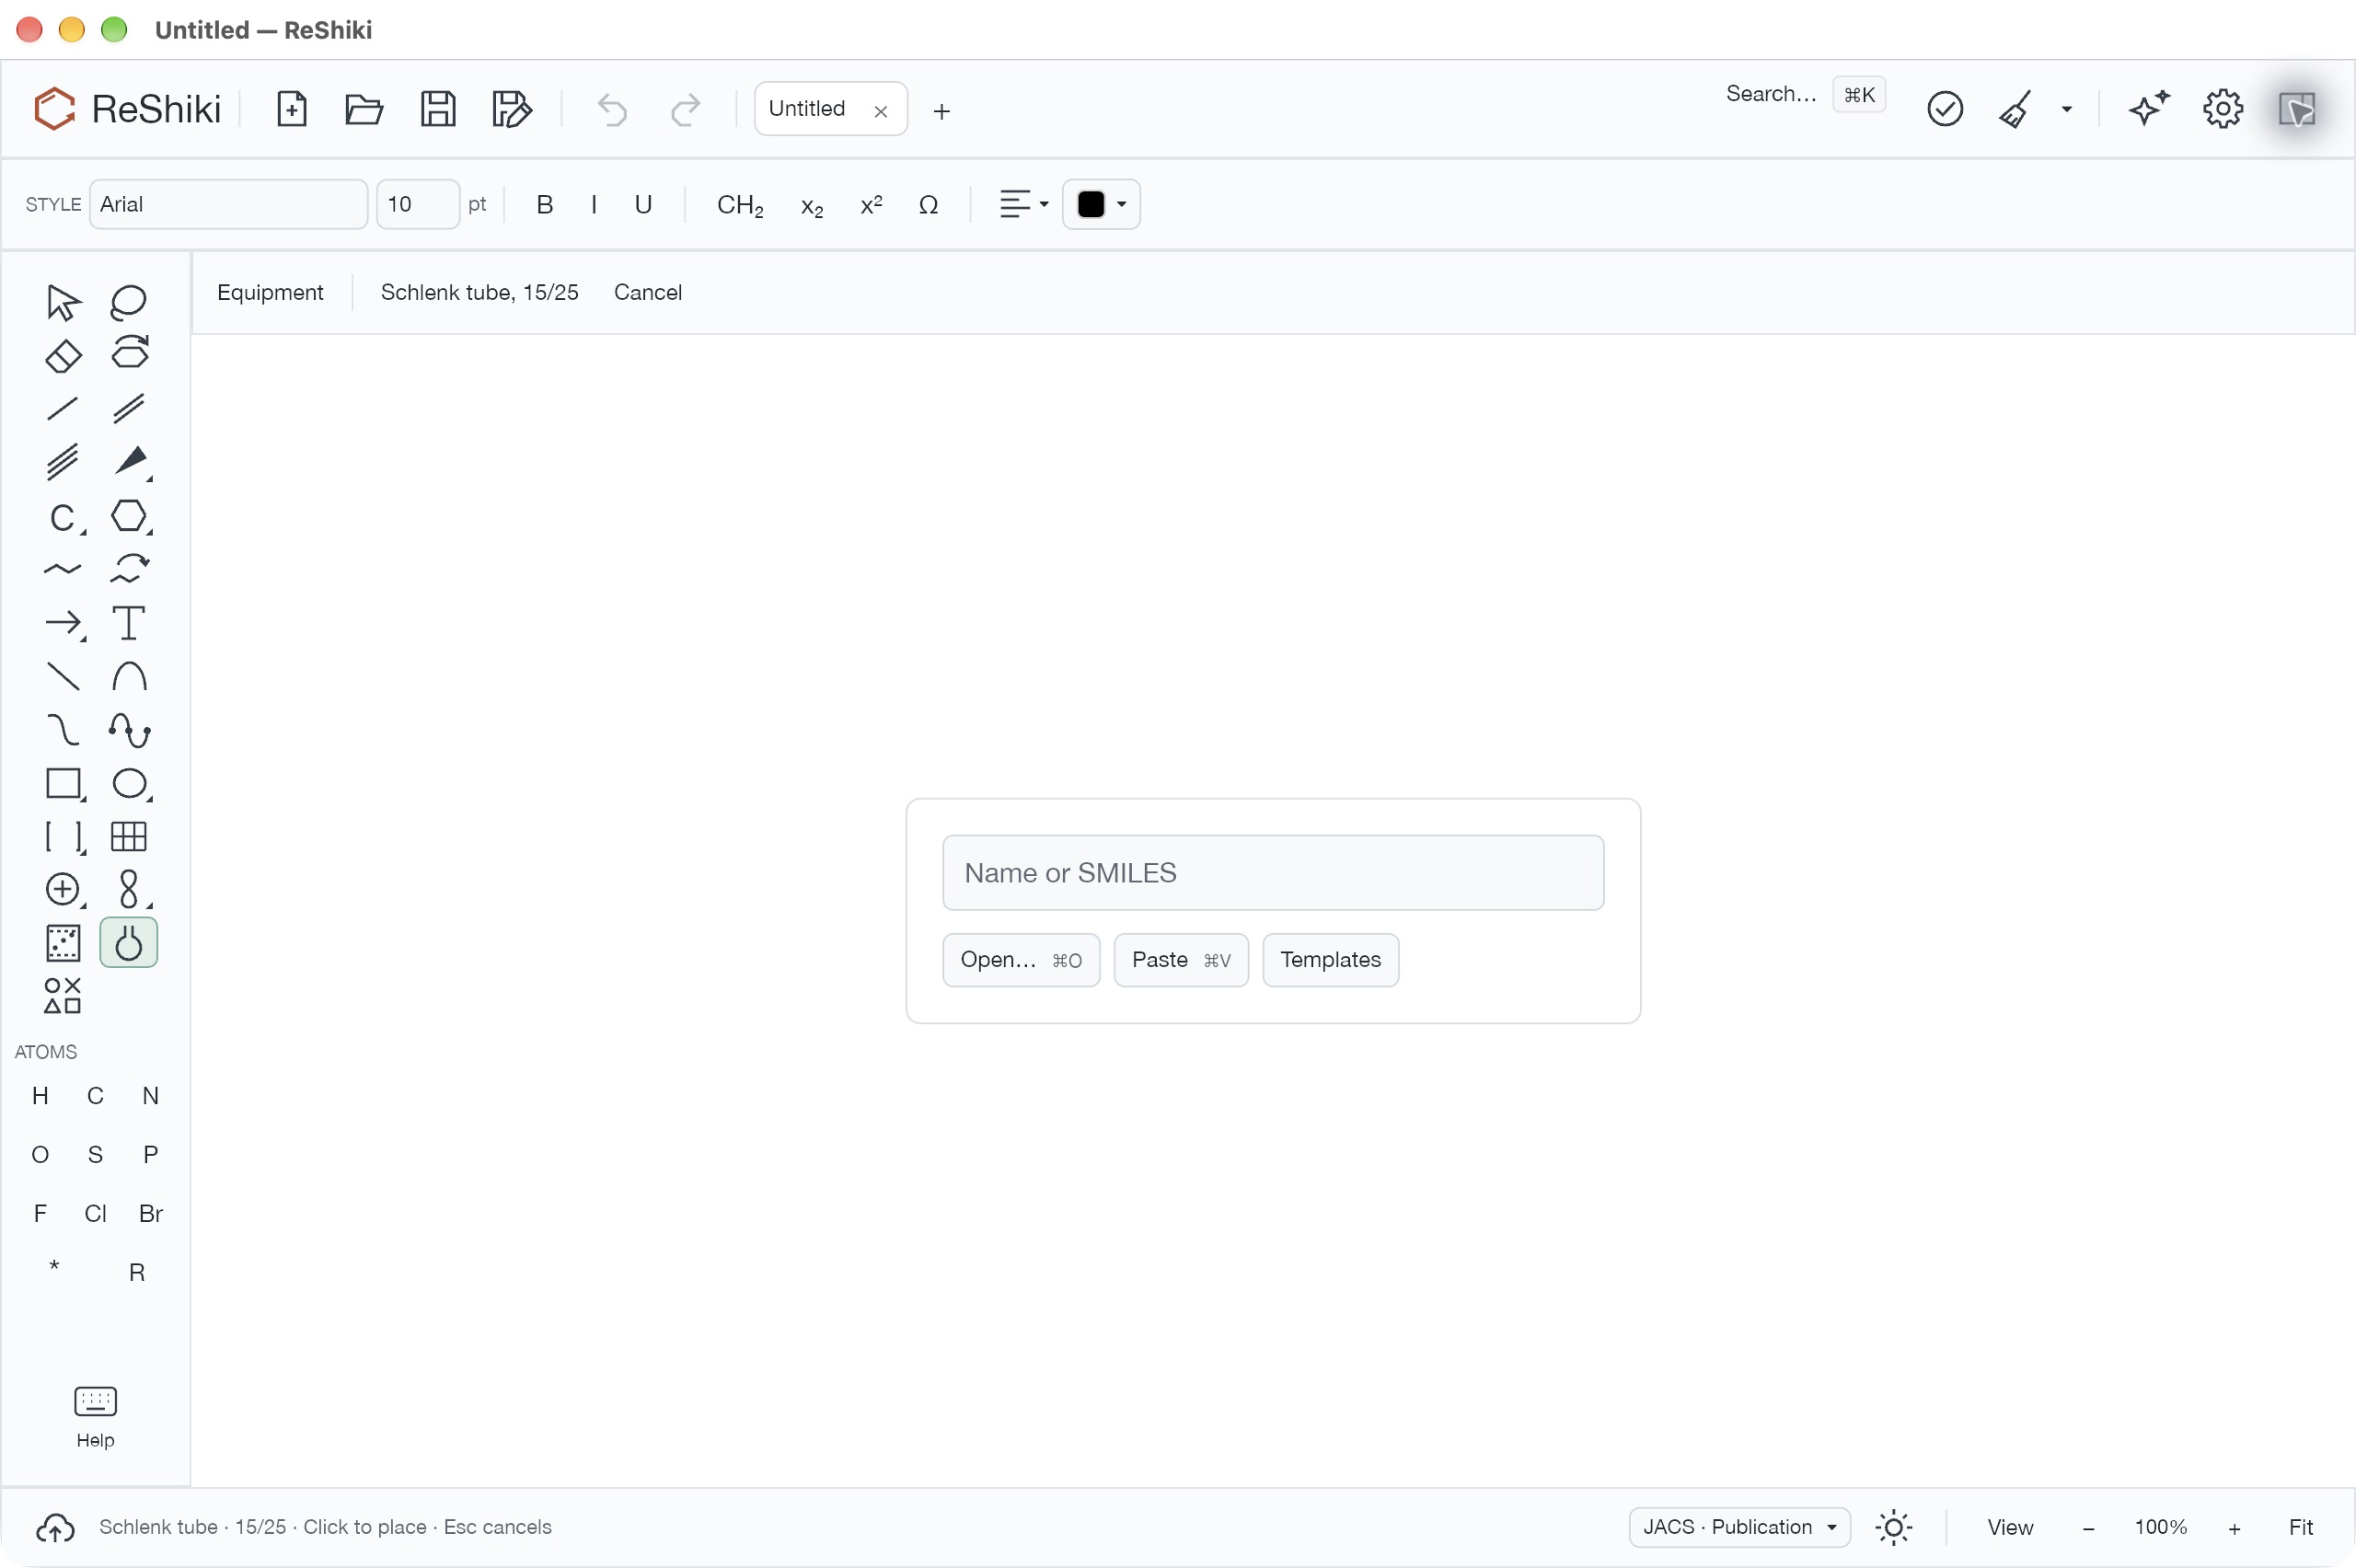 Untitled — ReShiki
ReShiki
Untitled × +
Search... ⌘K
STYLE Arial 10 pt B I U CH₂ x₂ x² Ω
Equipment Schlenk tube, 15/25 Cancel
C
T
[ ]
Name or SMILES
Open... ⌘O Paste ⌘V Templates
ATOMS
H C N
O S P
F Cl Br
* R
Help
Schlenk tube · 15/25 · Click to place · Esc cancels JACS · Publication View − 100% + Fit